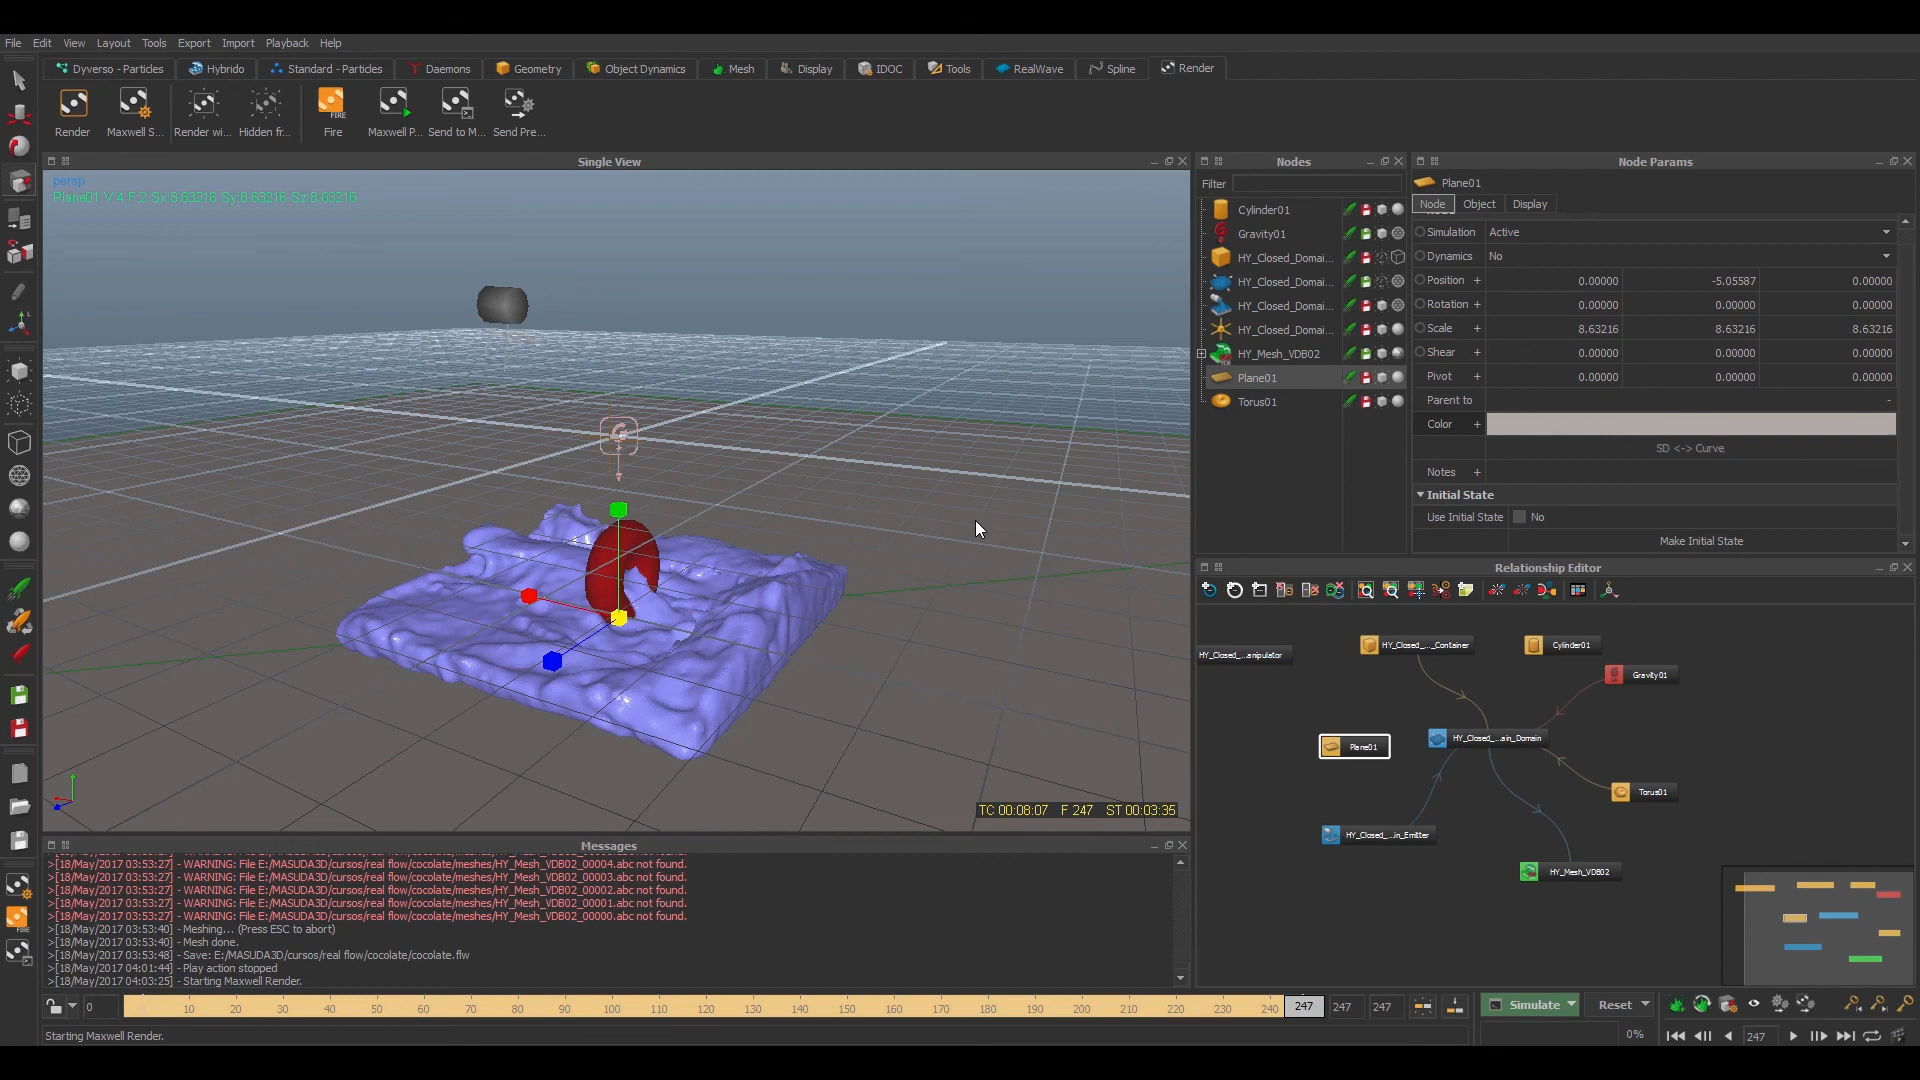 File Edit View Layout Tools Export Import Playback Help
Dyverso - Particles Hybrido Standard - Particles Daemons Geometry Object Dynamics Mesh Display IDOC Tools RealWave Spline Render
Render Maxwell S... Render wi... Hidden fr... Fire Maxwell P... Send to M... Send Pre...
Single View
persp
Plane01 V:4 F:2 Sx:8.63216 Sy:8.63216 Sz:8.63216
TC 00:08:07 F 247 ST 00:03:35
Nodes
Filter
Cylinder01
Gravity01
HY_Closed_Domai...
HY_Closed_Domai...
HY_Closed_Domai...
HY_Closed_Domai...
HY_Mesh_VDB02
Plane01
Torus01
Node Params
Plane01
Node Object Display
Simulation Active
Dynamics No
Position + 0.00000 -5.05587 0.00000
Rotation + 0.00000 0.00000 0.00000
Scale + 8.63216 8.63216 8.63216
Shear + 0.00000 0.00000 0.00000
Pivot + 0.00000 0.00000 0.00000
Parent to -
Color +
SD <-> Curve
Notes +
Initial State
Use Initial State No
Make Initial State
Relationship Editor
HY_Closed_...anipulator
HY_Closed_..._Container
Cylinder01
Gravity01
Plane01
HY_Closed_...ain_Domain
Torus01
HY_Closed_...in_Emitter
HY_Mesh_VDB02
Messages
>[18/May/2017 03:53:27] - WARNING: File E:/MASUDA3D/cursos/real flow/cocolate/meshes/HY_Mesh_VDB02_00004.abc not found.
>[18/May/2017 03:53:27] - WARNING: File E:/MASUDA3D/cursos/real flow/cocolate/meshes/HY_Mesh_VDB02_00003.abc not found.
>[18/May/2017 03:53:27] - WARNING: File E:/MASUDA3D/cursos/real flow/cocolate/meshes/HY_Mesh_VDB02_00002.abc not found.
>[18/May/2017 03:53:27] - WARNING: File E:/MASUDA3D/cursos/real flow/cocolate/meshes/HY_Mesh_VDB02_00001.abc not found.
>[18/May/2017 03:53:27] - WARNING: File E:/MASUDA3D/cursos/real flow/cocolate/meshes/HY_Mesh_VDB02_00000.abc not found.
>[18/May/2017 03:53:40] - Meshing... (Press ESC to abort)
>[18/May/2017 03:53:40] - Mesh done.
>[18/May/2017 03:53:48] - Save: E:/MASUDA3D/cursos/real flow/cocolate/cocolate.flw
>[18/May/2017 04:01:44] - Play action stopped
>[18/May/2017 04:03:25] - Starting Maxwell Render.
0 10 20 30 40 50 60 70 80 90 100 110 120 130 140 150 160 170 180 190 200 210 220 230 240 247 247 247
Simulate Reset
Starting Maxwell Render.
0% 247